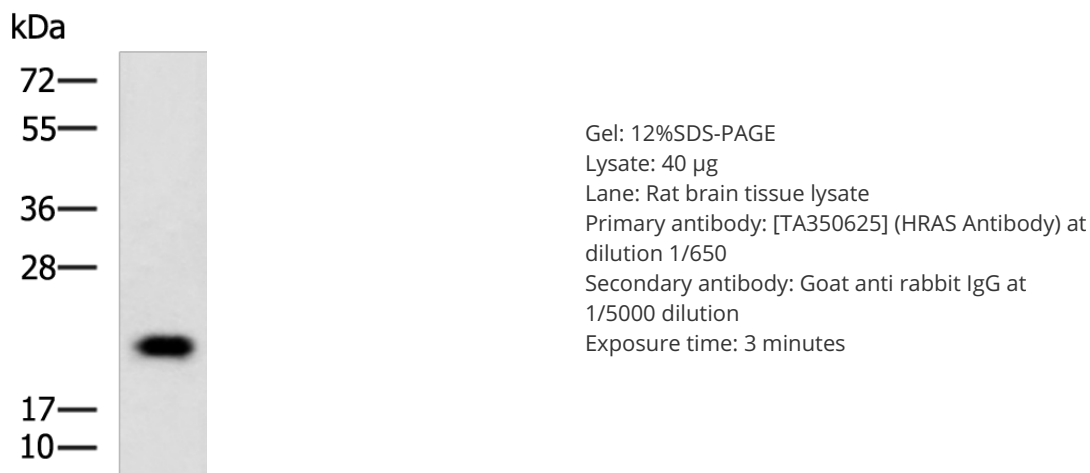 kDa
72
55
36
28
17
10
Gel: 12%SDS-PAGE
Lysate: 40 µg
Lane: Rat brain tissue lysate
Primary antibody: [TA350625] (HRAS Antibody) at
dilution 1/650
Secondary antibody: Goat anti rabbit IgG at
1/5000 dilution
Exposure time: 3 minutes